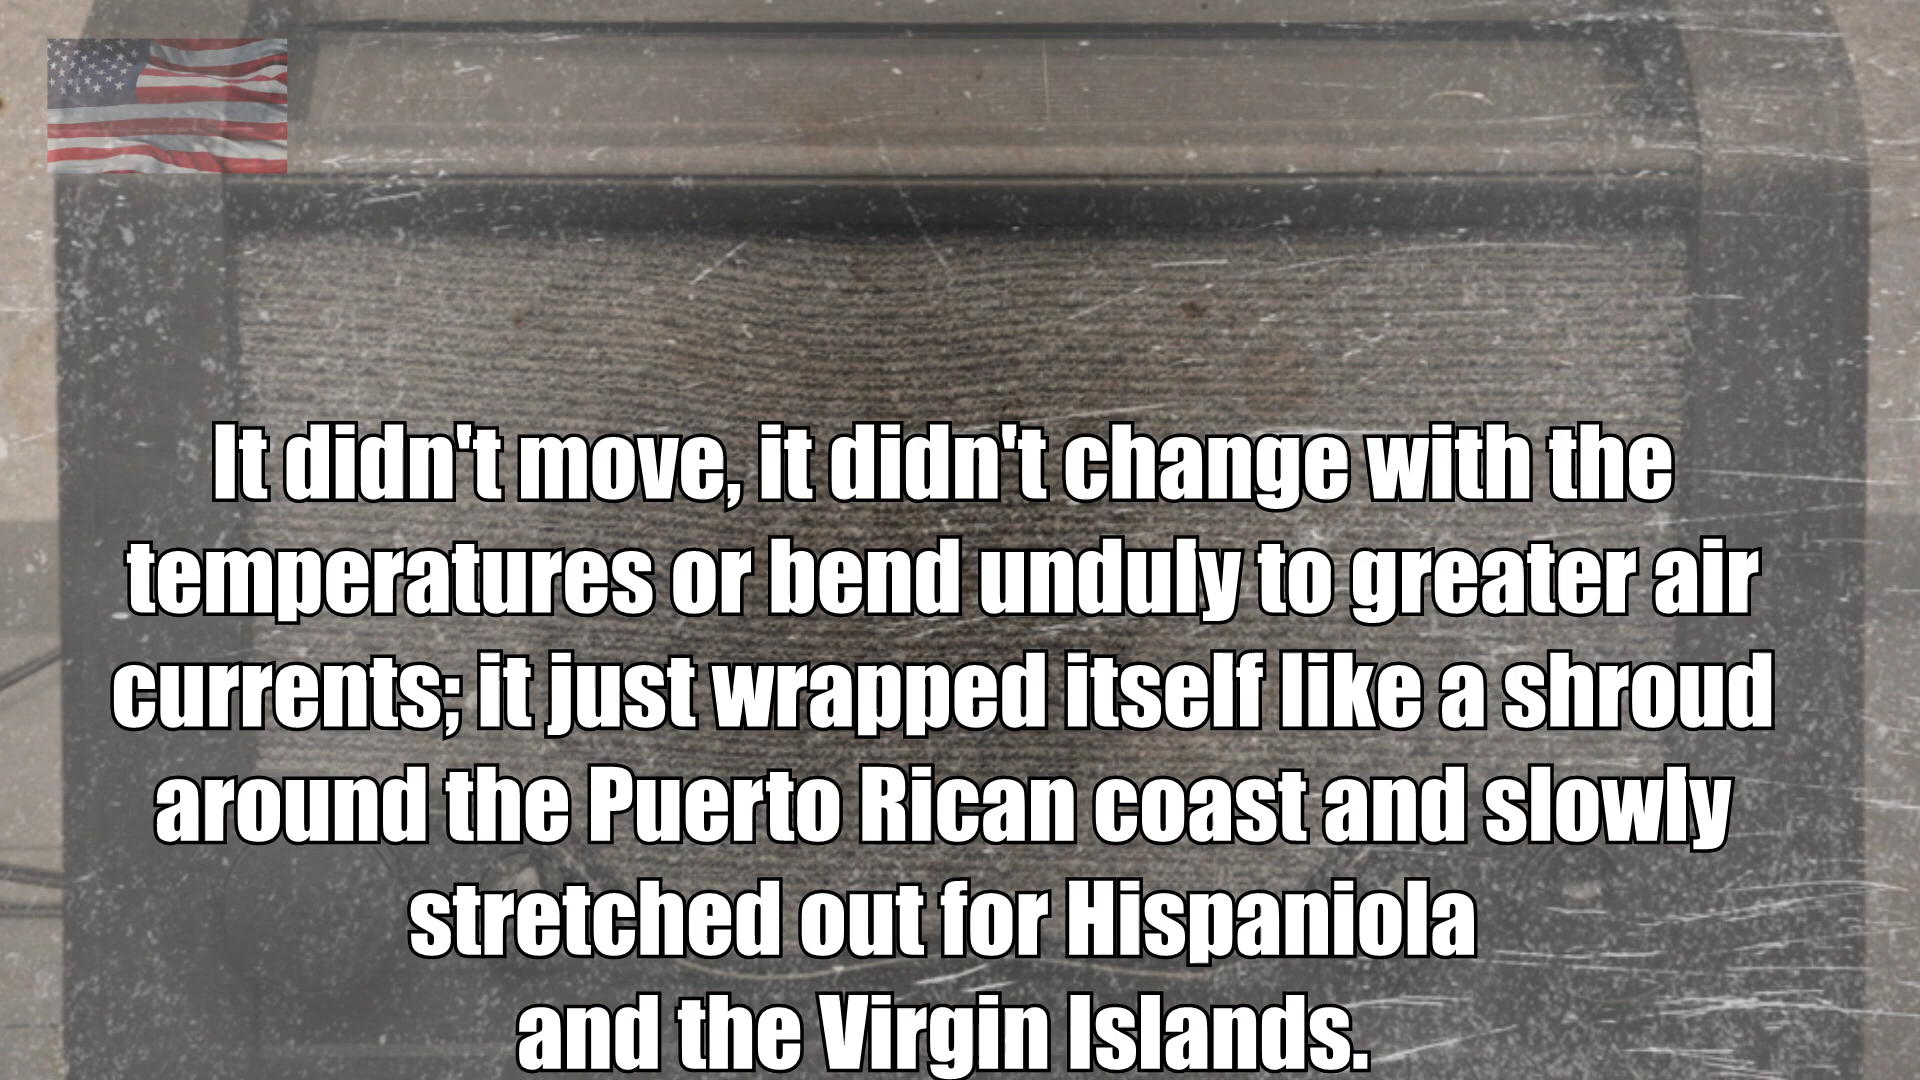 It didn't move, it didn't change with the
temperatures or bend unduly to greater air
currents; it just wrapped itself like a shroud
around the Puerto Rican coast and slowly
stretched out for Hispaniola
and the Virgin Islands.